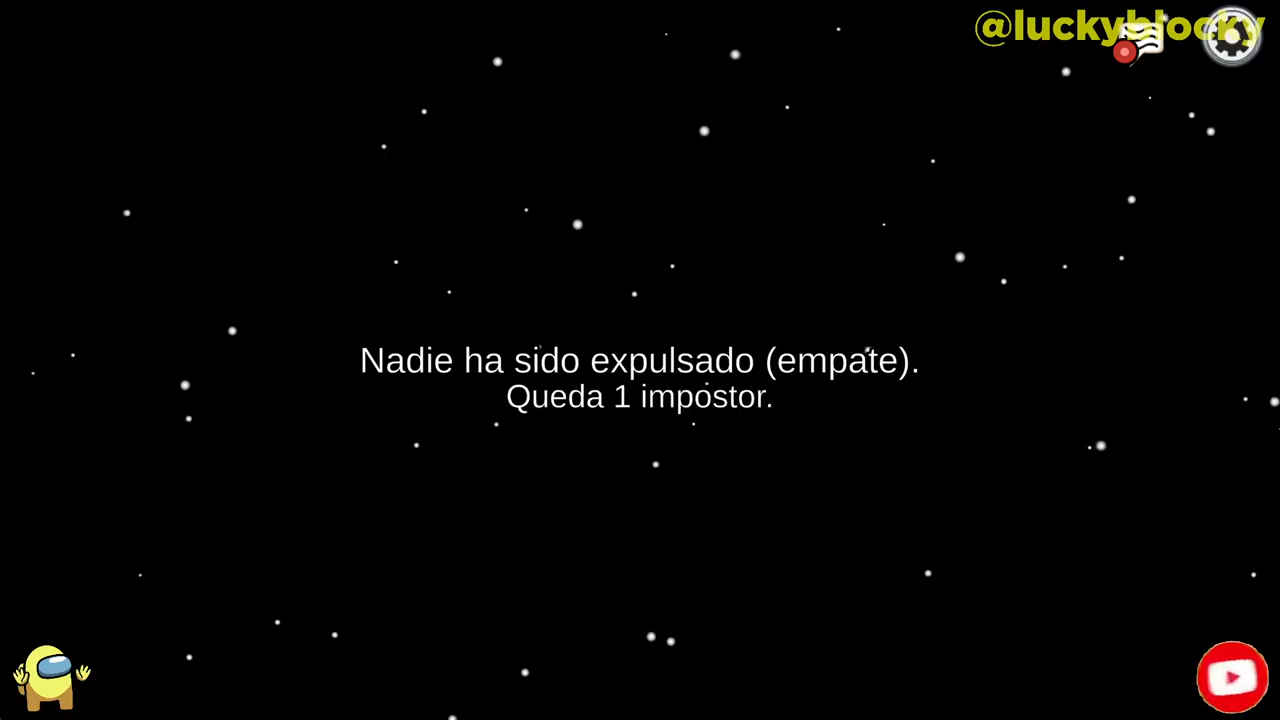 @luckyblocky
Nadie ha sido expulsado (empate).
Queda 1 impostor.